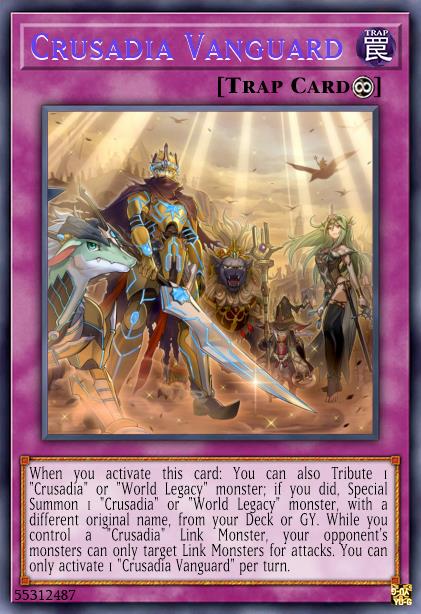 Crusadia Vanguard
TRAP
罠
[Trap Card]
When you activate this card: You can also Tribute 1
"Crusadia" or "World Legacy" monster; if you did, Special
Summon 1 "Crusadia" or "World Legacy" monster, with a
different original name, from your Deck or GY. While you
control a "Crusadia" Link Monster, your opponent's
monsters can only target Link Monsters for attacks. You can
only activate 1 "Crusadia Vanguard" per turn.
55312487